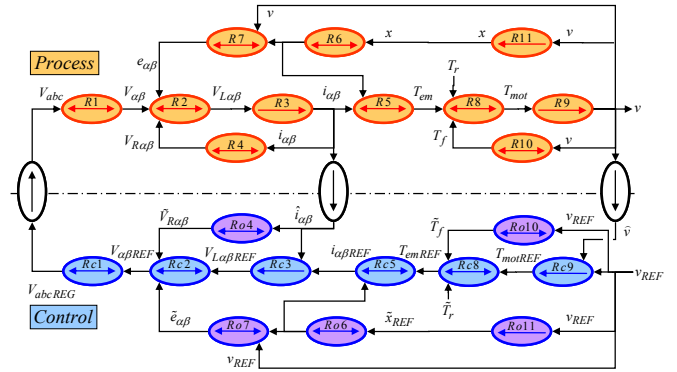 v
R7
R6
x
x
R11
v
e_αβ
Process
T_r
V_abc
V_αβ
V_Lαβ
i_αβ
T_em
T_mot
R1
R2
R3
R5
R8
R9
v
V_Rαβ
R4
i_αβ
T_f
R10
v
Ṽ_Rαβ
Ro4
î_αβ
T̃_f
Ro10
v_REF
v̂
V_αβREF
V_LαβREF
i_αβREF
T_emREF
T_motREF
Rc1
Rc2
Rc3
Rc5
Rc8
Rc9
v_REF
V_abcREG
Control
ẽ_αβ
Ro7
Ro6
x̃_REF
T̃_r
Ro11
v_REF
v_REF